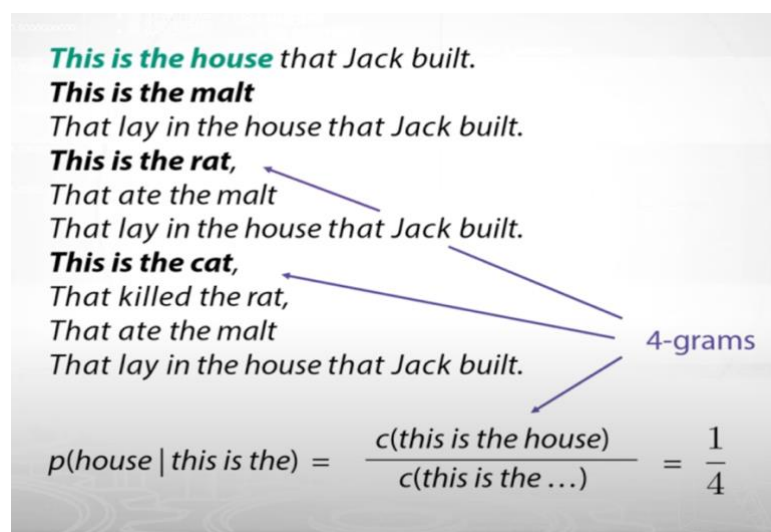 This is the house that Jack built.
This is the malt
That lay in the house that Jack built.
This is the rat,
That ate the malt
That lay in the house that Jack built.
This is the cat,
That killed the rat,
That ate the malt
That lay in the house that Jack built.
4-grams
p(house | this is the) = c(this is the house) / c(this is the ...) = 1/4